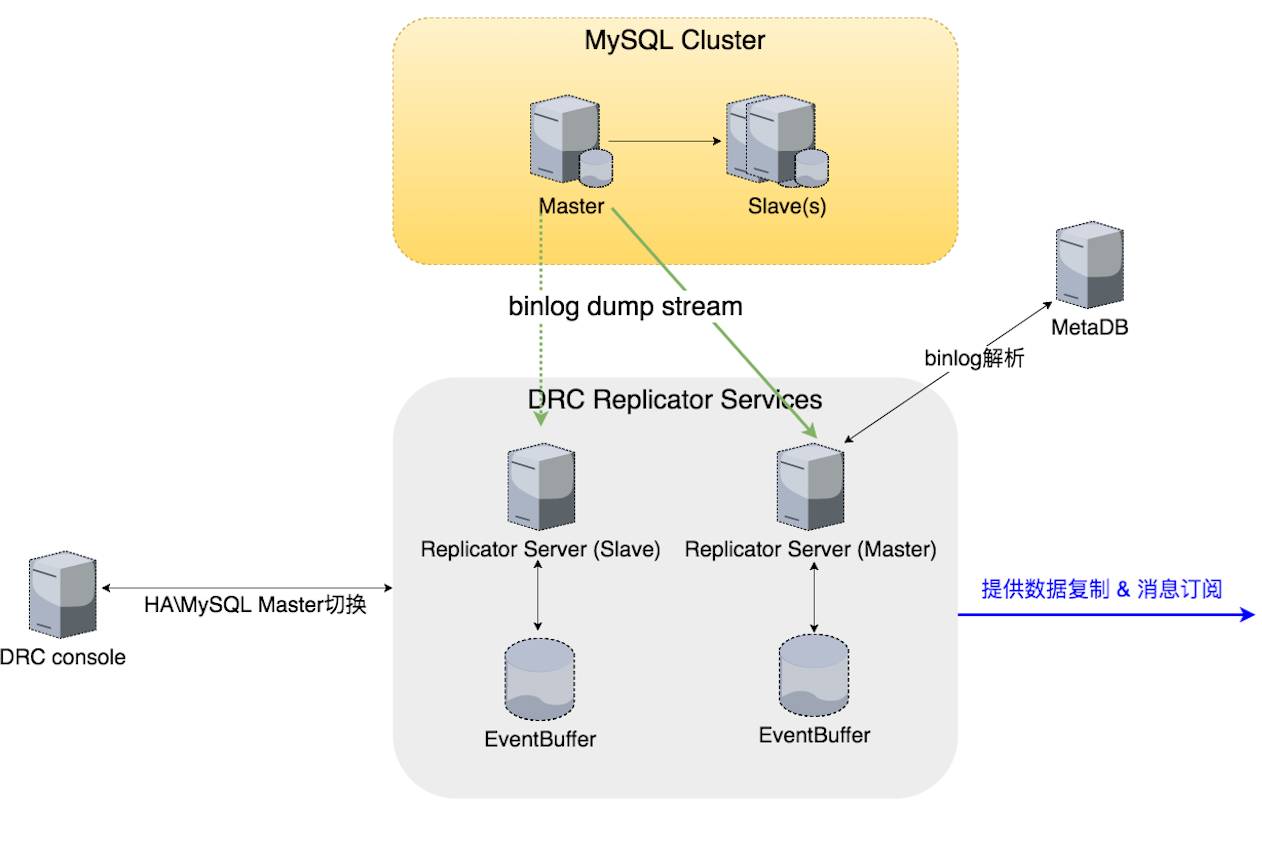 MySQL Cluster
Master
Slave(s)
binlog dump stream
MetaDB
binlog解析
DRC Replicator Services
Replicator Server (Slave)
Replicator Server (Master)
HA\MySQL Master切换
提供数据复制 & 消息订阅
DRC console
EventBuffer
EventBuffer